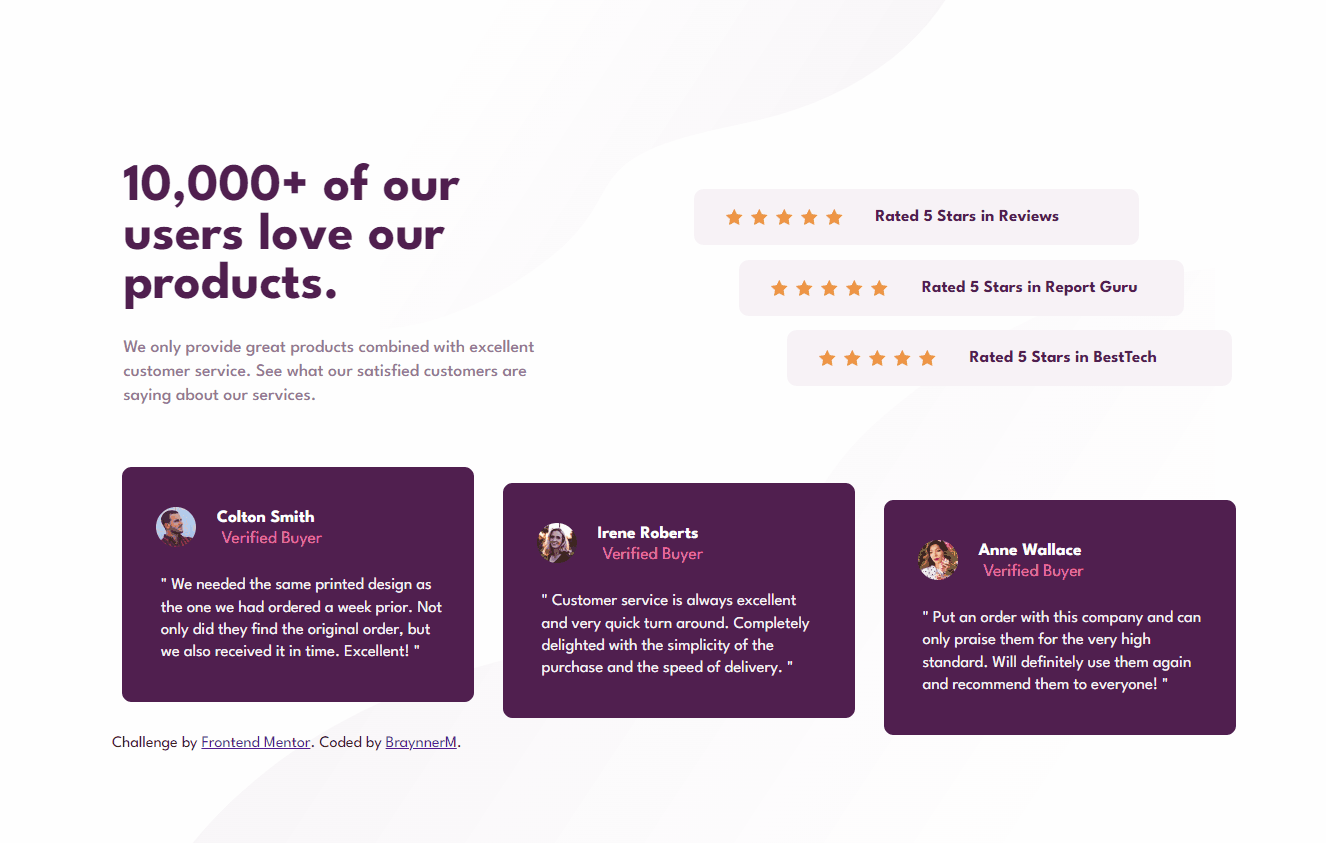 10,000+ of our
users love our
products.
We only provide great products combined with excellent
customer service. See what our satisfied customers are
saying about our services.
Rated 5 Stars in Reviews
Rated 5 Stars in Report Guru
Rated 5 Stars in BestTech
Colton Smith
Verified Buyer
" We needed the same printed design as
the one we had ordered a week prior. Not
only did they find the original order, but
we also received it in time. Excellent! "
Irene Roberts
Verified Buyer
" Customer service is always excellent
and very quick turn around. Completely
delighted with the simplicity of the
purchase and the speed of delivery. "
Anne Wallace
Verified Buyer
" Put an order with this company and can
only praise them for the very high
standard. Will definitely use them again
and recommend them to everyone! "
Challenge by Frontend Mentor. Coded by BraynnerM.